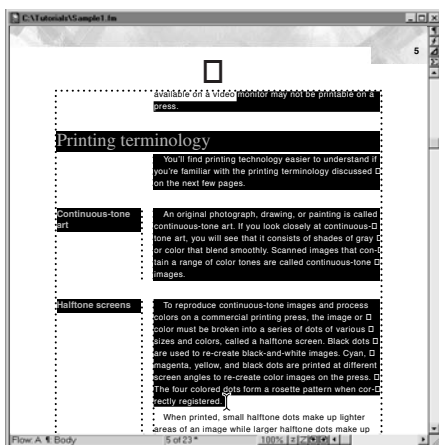 C:\Tutorials\Sample1.fm
5
available on a video monitor may not be printable on a
press.
Printing terminology
You'll find printing technology easier to understand if
you're familiar with the printing terminology discussed
on the next few pages.
Continuous-tone
art
An original photograph, drawing, or painting is called
continuous-tone art. If you look closely at continuous-
tone art, you will see that it consists of shades of gray
or color that blend smoothly. Scanned images that con-
tain a range of color tones are called continuous-tone
images.
Halftone screens
To reproduce continuous-tone images and process
colors on a commercial printing press, the image or
color must be broken into a series of dots of various
sizes and colors, called a halftone screen. Black dots
are used to re-create black-and-white images. Cyan,
magenta, yellow, and black dots are printed at different
screen angles to re-create color images on the press.
The four colored dots form a rosette pattern when cor-
rectly registered.
When printed, small halftone dots make up lighter
areas of an image while larger halftone dots make up
Flow: A ¶: Body
5 of 23 *
100%